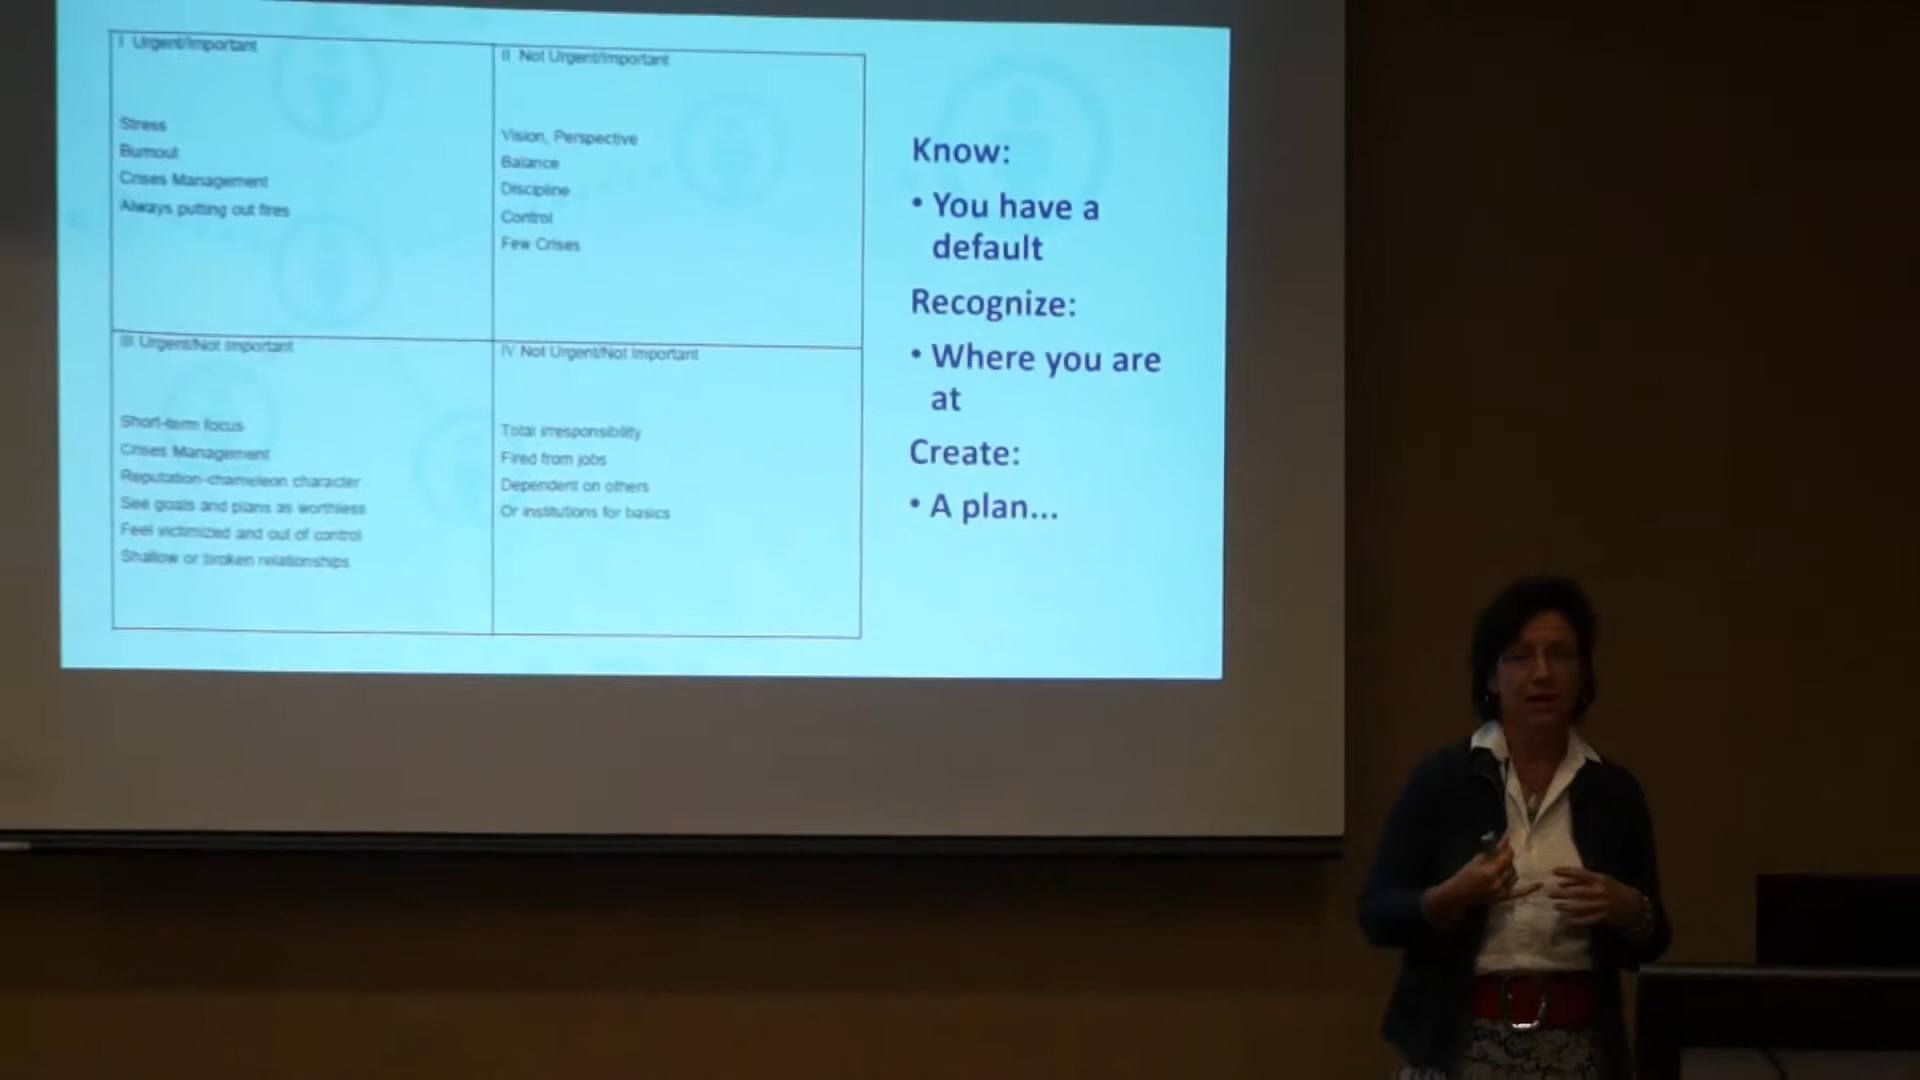 I Urgent/Important
Stress
Burnout
Crises Management
Always putting out fires
II Not Urgent/Important
Vision, Perspective
Balance
Discipline
Control
Few Crises
III Urgent/Not Important
Short-term focus
Crises Management
Reputation-chameleon character
See goals and plans as worthless
Feel victimized and out of control
Shallow or broken relationships
IV Not Urgent/Not Important
Total irresponsibility
Fired from jobs
Dependent on others
Or institutions for basics
Know:
• You have a
default
Recognize:
• Where you are
at
Create:
• A plan...